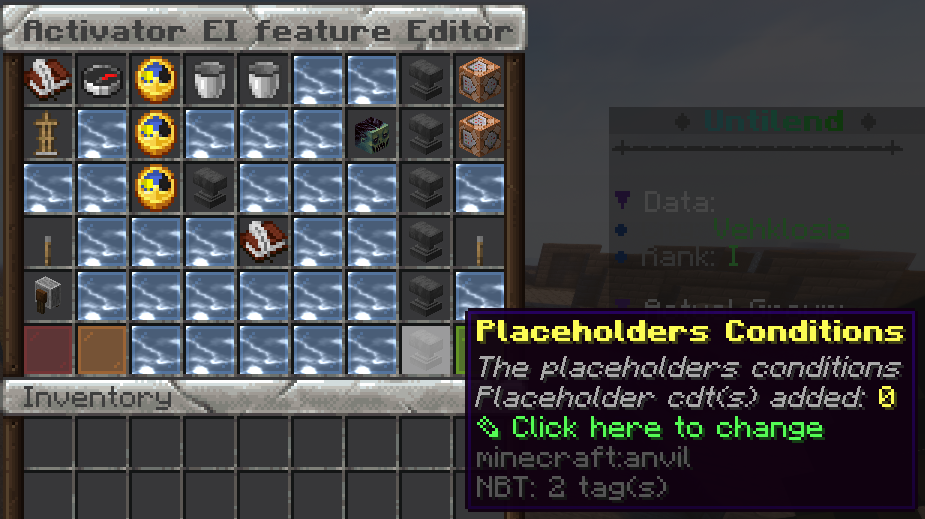 Activator EI feature Editor
Untilend
Data:
Vehklozia
Rank: I
Placeholders Conditions
The placeholders conditions
Placeholder cdt(s) added: 0
Click here to change
minecraft:anvil
NBT: 2 tag(s)
Inventory